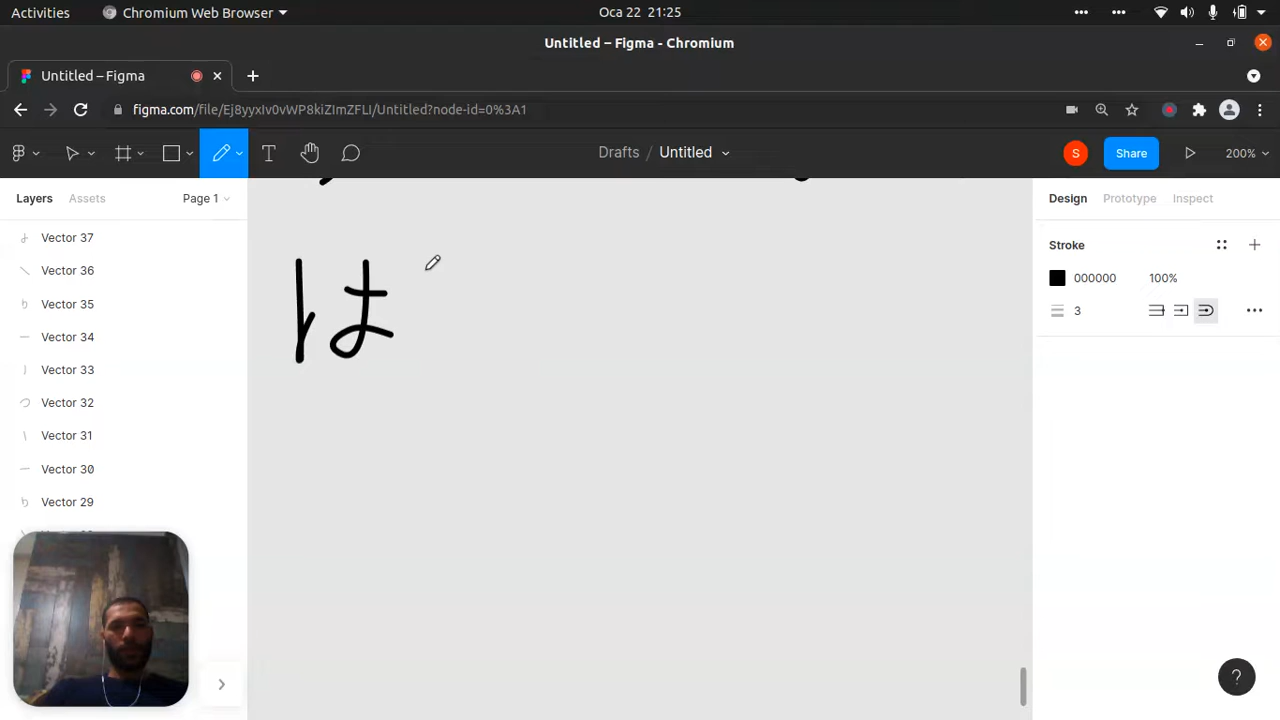 Activities Chromium Web Browser Oca 22 21:25
Untitled – Figma - Chromium
Untitled – Figma
figma.com/file/Ej8yyxIv0vWP8kiZImZFLI/Untitled?node-id=0%3A1
Drafts / Untitled S Share 200%
Layers Assets Page 1
Design Prototype Inspect
Vector 37
Vector 36
Vector 35
Vector 34
Vector 33
Vector 32
Vector 31
Vector 30
Vector 29
は
Stroke
000000 100%
3
?